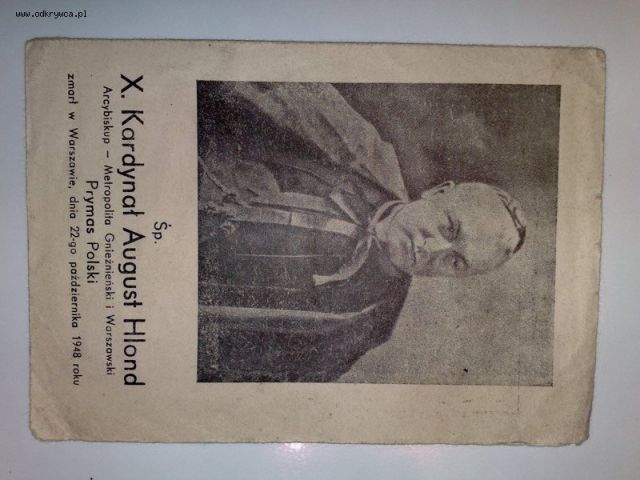 www.odkrywca.pl
Śp.
X. Kardynał August Hlond
Arcybiskup – Metropolita Gnieźnieński i Warszawski
Prymas Polski
zmarł w Warszawie, dnia 22-go października 1948 roku